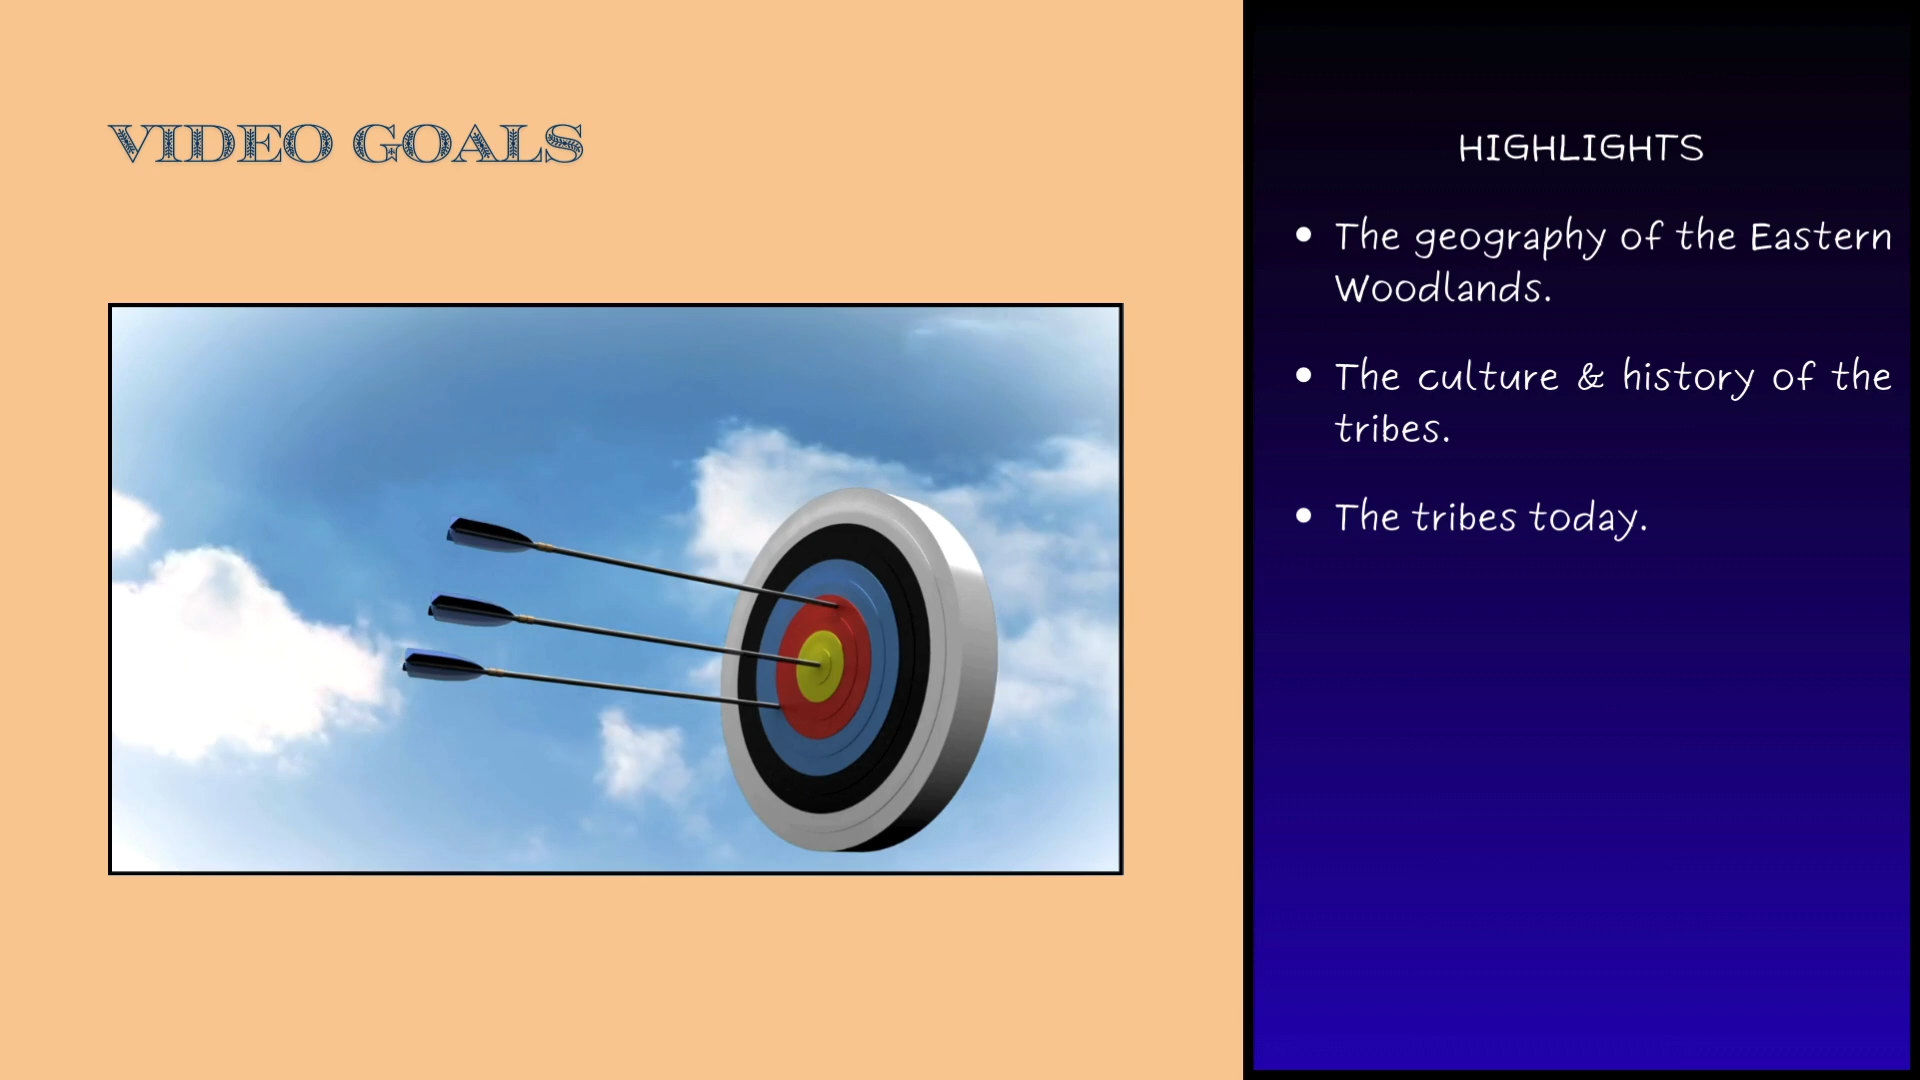 VIDEO GOALS
HIGHLIGHTS
• The geography of the Eastern
Woodlands.
• The culture & history of the
tribes.
• The tribes today.